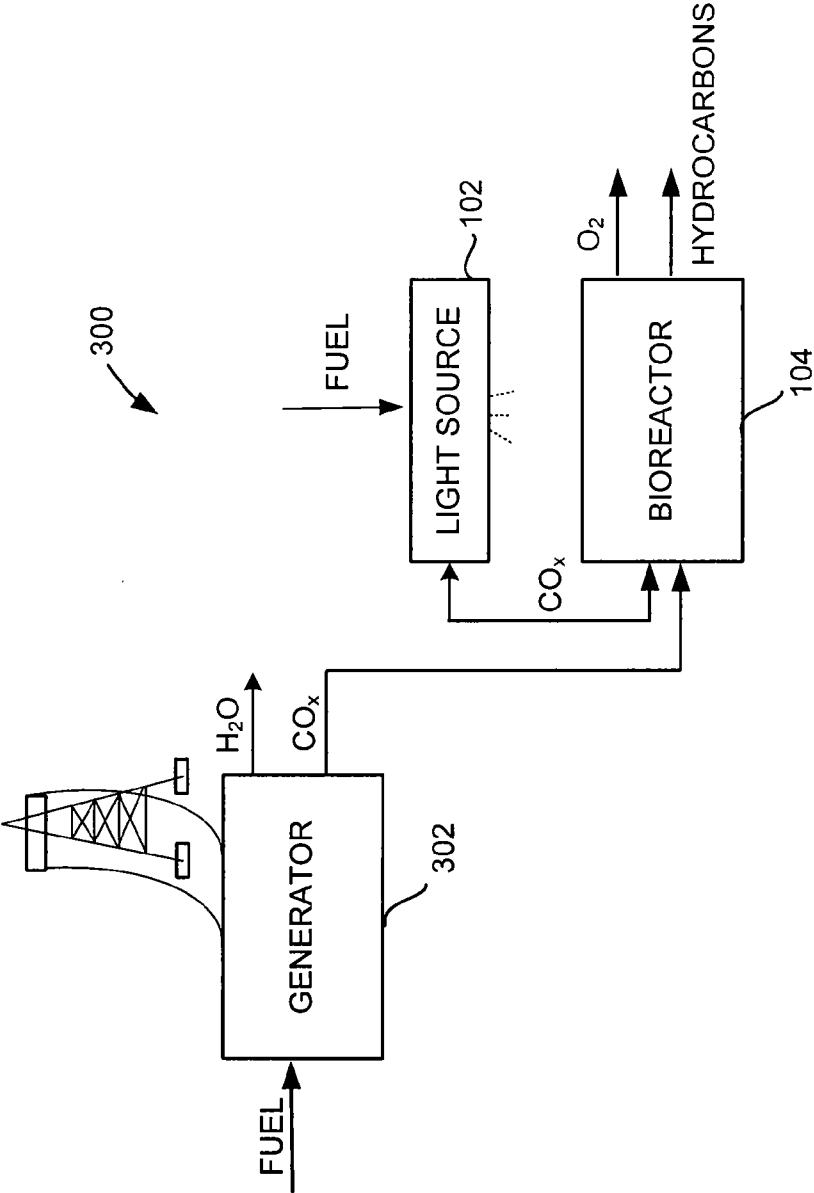 300
FUEL
LIGHT SOURCE
102
FUEL
GENERATOR
302
H₂O
COₓ
COₓ
BIOREACTOR
104
O₂
HYDROCARBONS